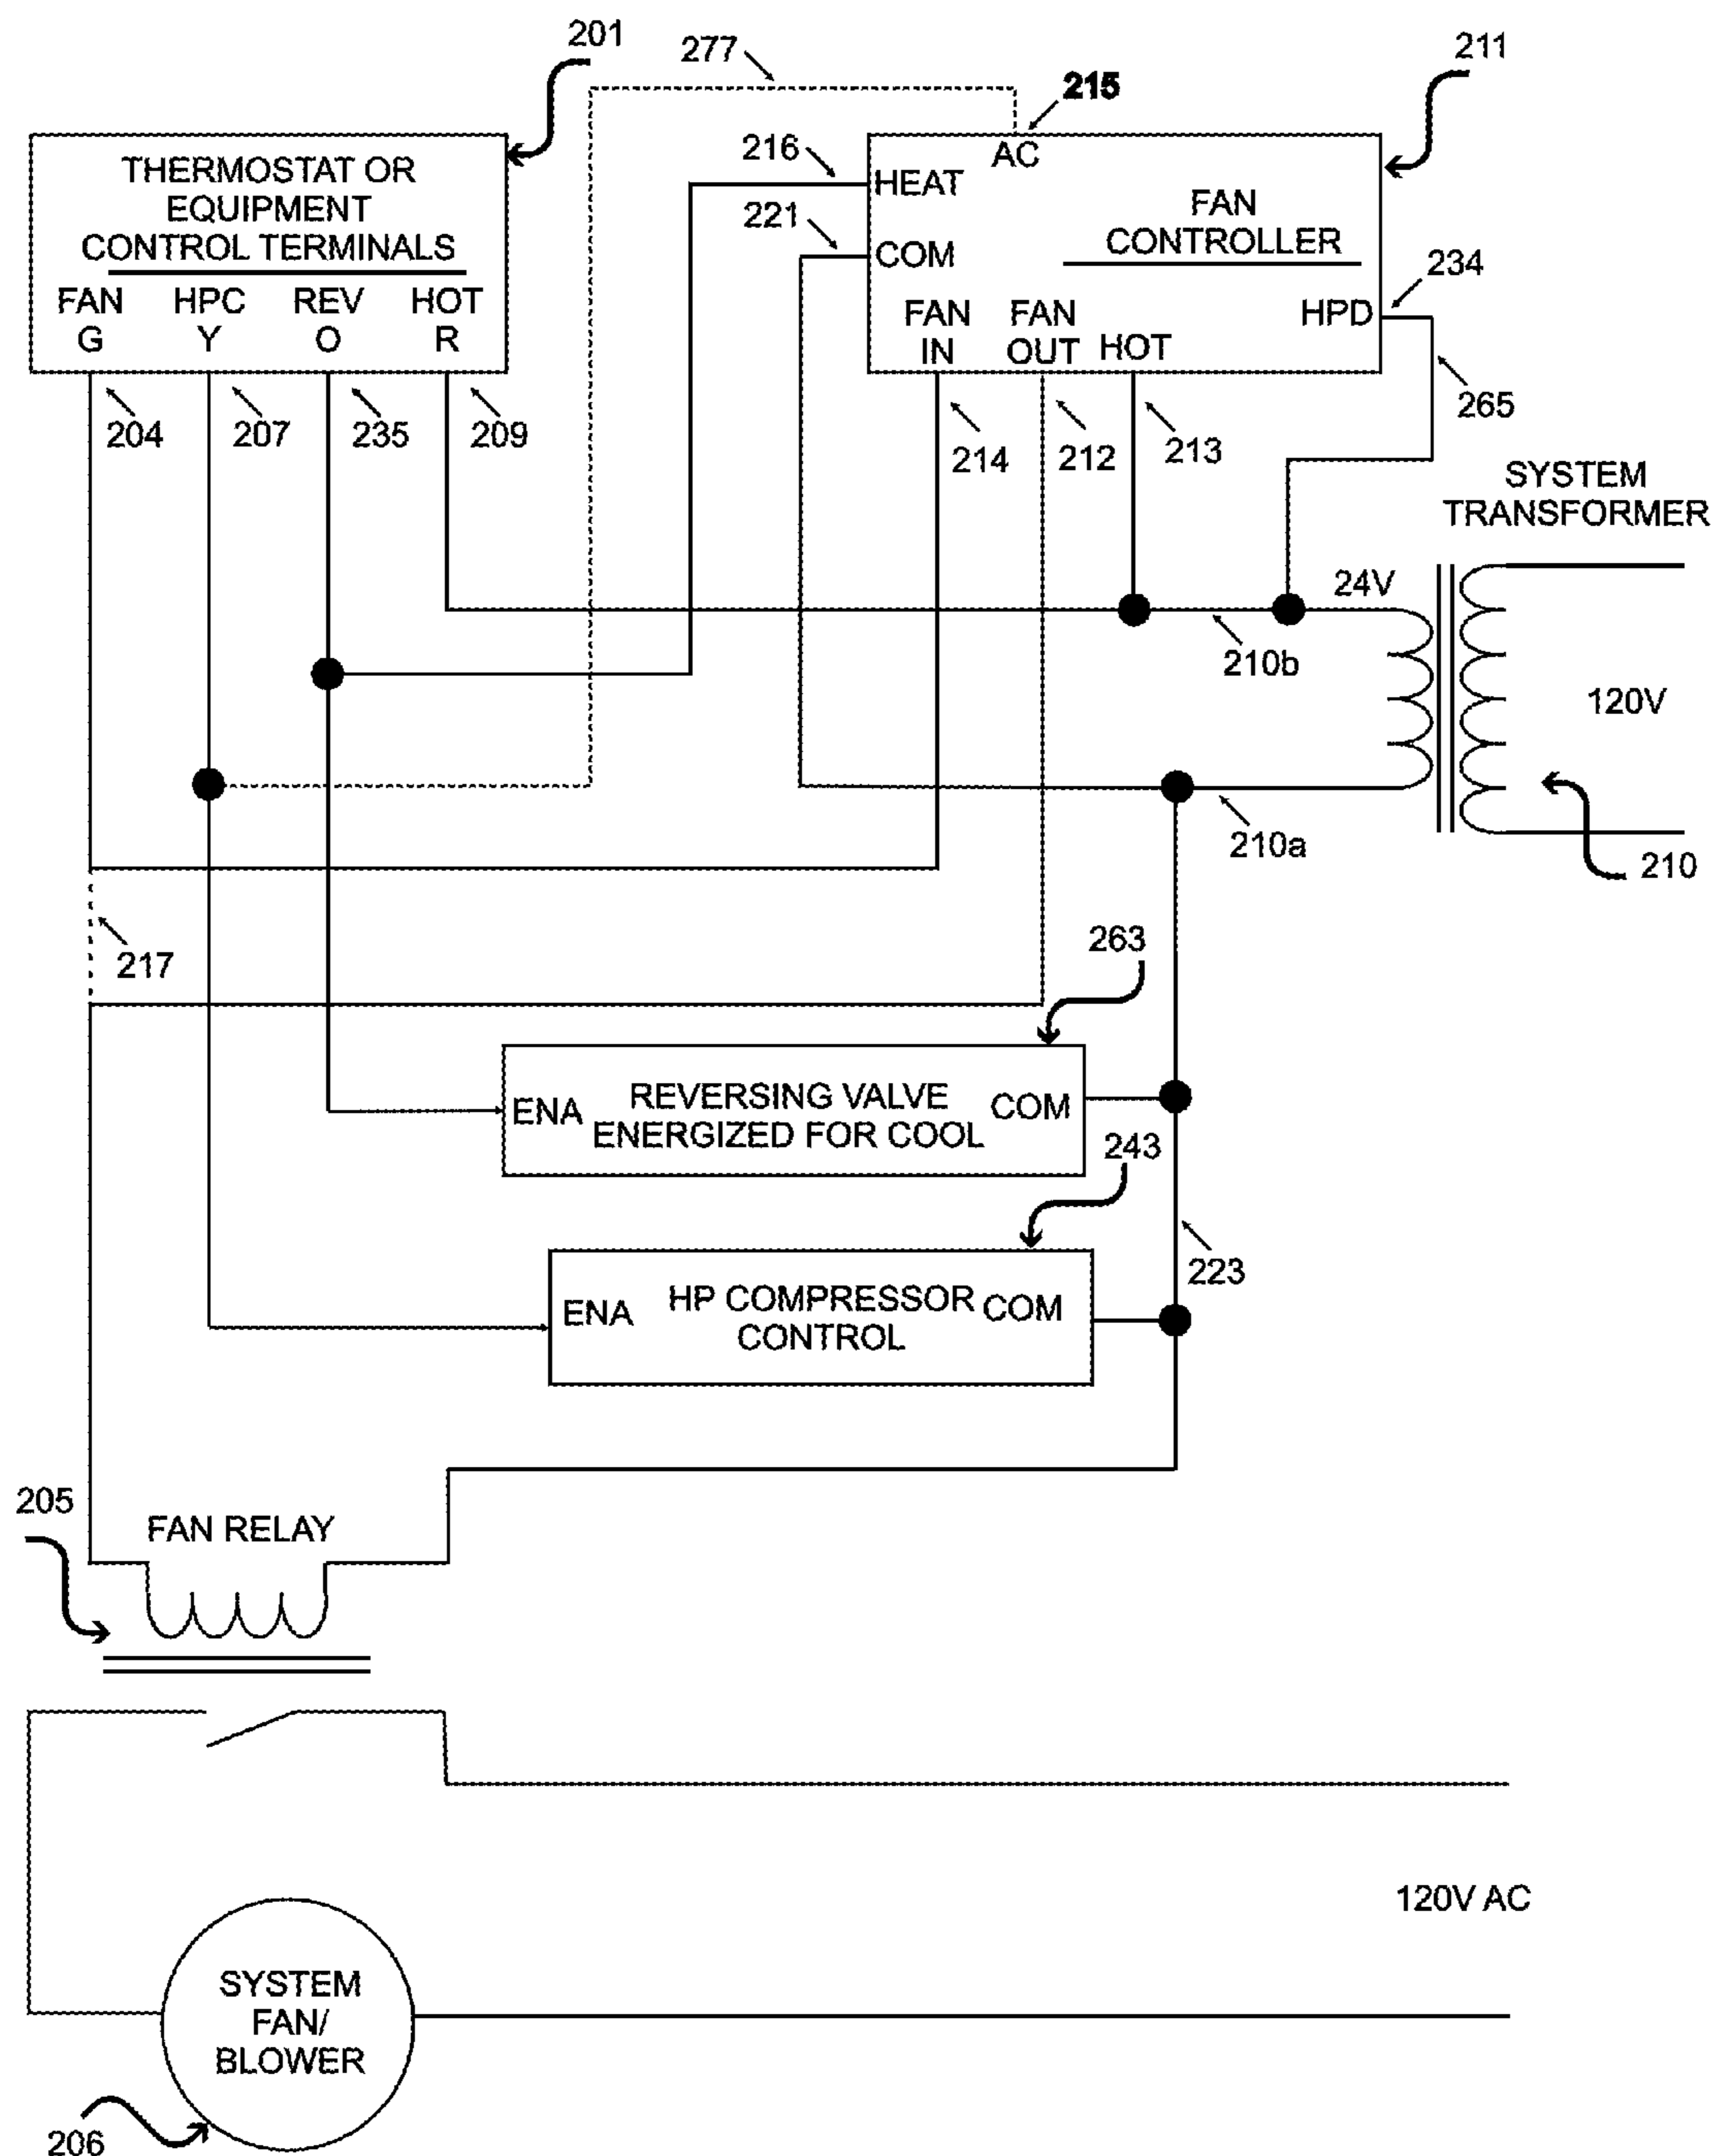 201
277
215
211
THERMOSTAT OR
EQUIPMENT
CONTROL TERMINALS
FAN
G
HPC
Y
REV
O
HOT
R
204
207
235
209
216
221
AC
HEAT
COM
FAN
CONTROLLER
FAN
IN
FAN
OUT
HOT
HPD
234
265
214
212
213
SYSTEM
TRANSFORMER
24V
210b
120V
210a
210
217
263
ENA
REVERSING VALVE
ENERGIZED FOR COOL
COM
243
223
ENA
HP COMPRESSOR
CONTROL
COM
205
FAN RELAY
120V AC
SYSTEM
FAN/
BLOWER
206